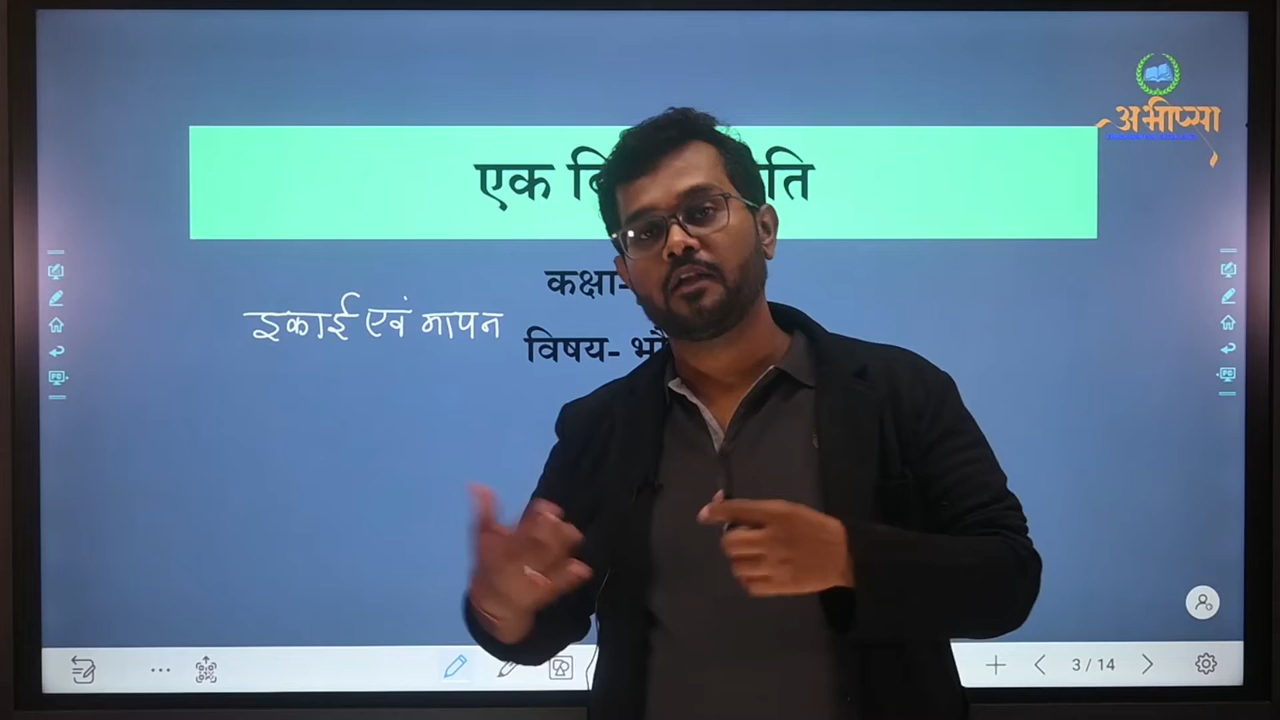 अभीप्सा
एक
कक्षा-
इकाई एवं मापन
विषय-
3 / 14